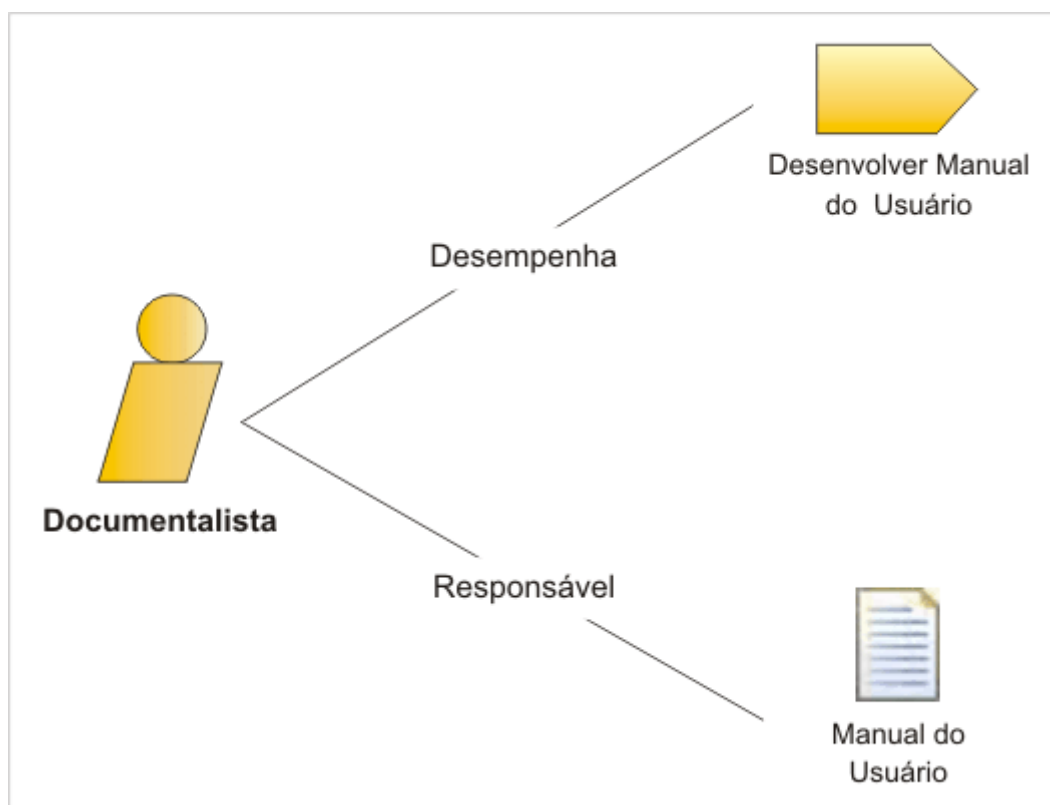 Desenvolver Manual
do Usuário
Desempenha
Documentalista
Responsável
Manual do
Usuário